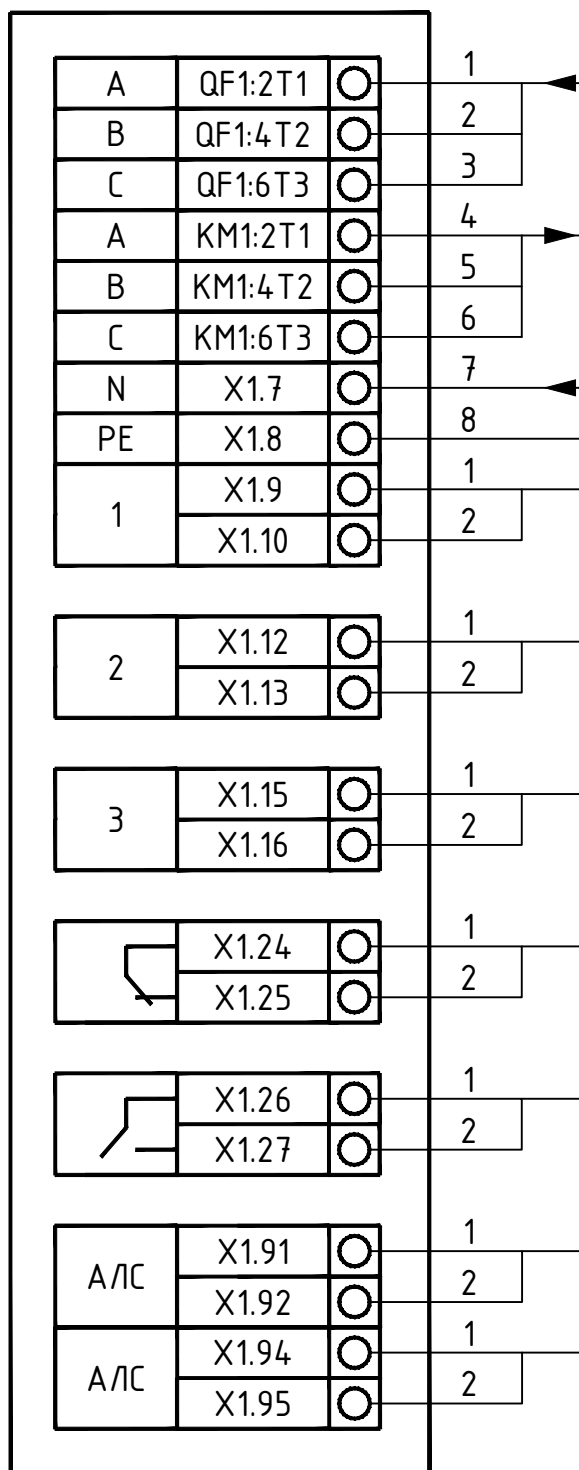 A QF1:2T1 1
B QF1:4T2 2
C QF1:6T3 3
A KM1:2T1 4
B KM1:4T2 5
C KM1:6T3 6
N X1.7 7
PE X1.8 8
1 X1.9 1
X1.10 2
2 X1.12 1
X1.13 2
3 X1.15 1
X1.16 2
X1.24 1
X1.25 2
X1.26 1
X1.27 2
АЛС X1.91 1
X1.92 2
АЛС X1.94 1
X1.95 2